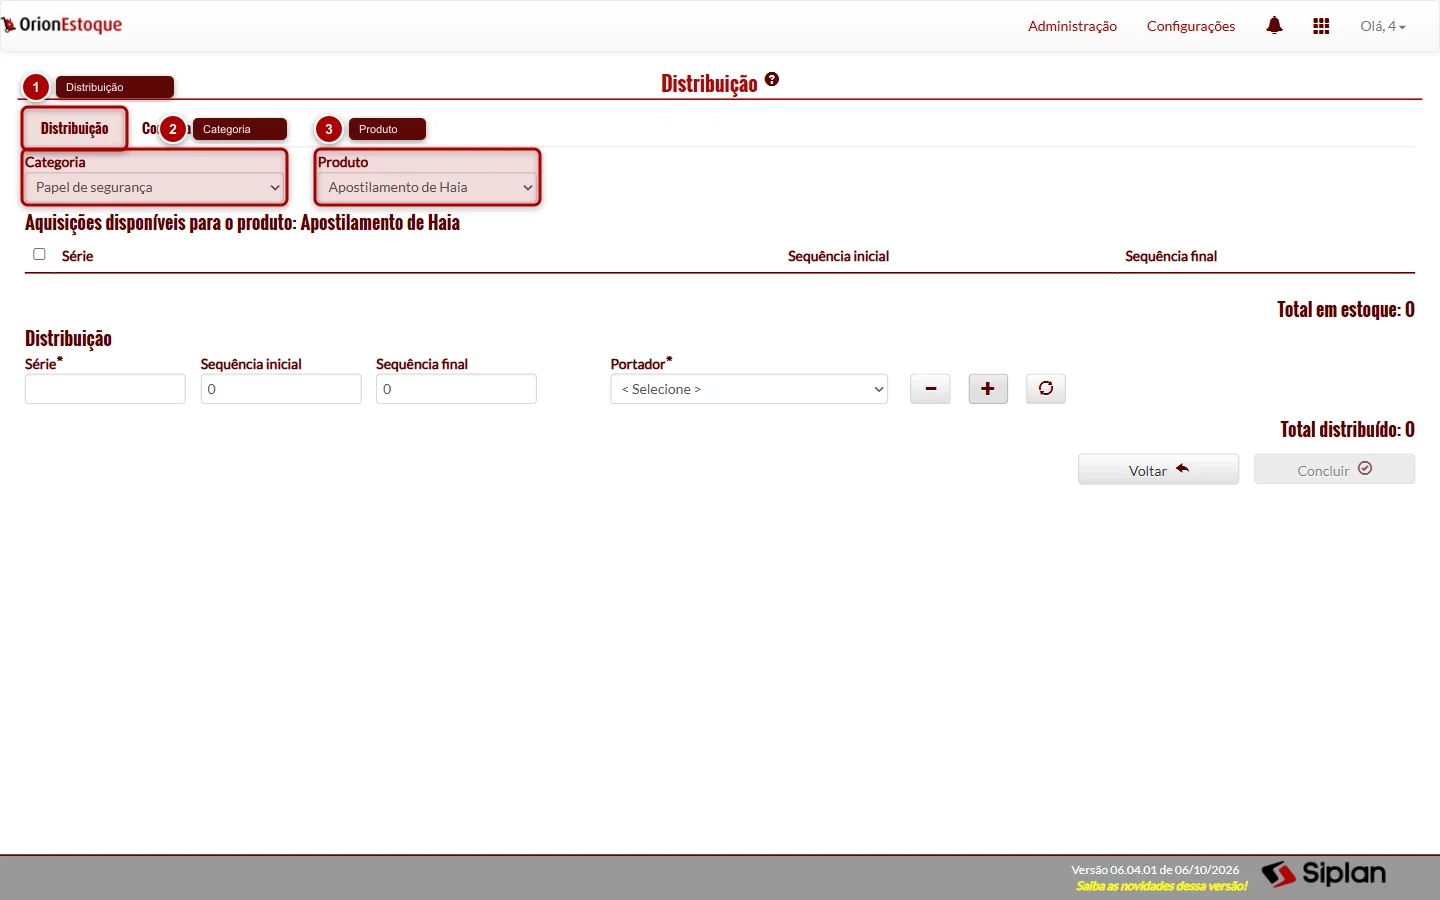 OrionEstoque
Administração
Configurações
Olá, 4
1
Distribuição
Distribuição
Distribuição
2
Categoria
3
Produto
Categoria
Produto
Papel de segurança
Apostilamento de Haia
Aquisições disponíveis para o produto: Apostilamento de Haia
Série
Sequência inicial
Sequência final
Total em estoque: 0
Distribuição
Série*
Sequência inicial
Sequência final
Portador*
0
0
< Selecione >
Total distribuído: 0
Voltar
Concluir
Versão 06.04.01 de 06/10/2026
Saiba as novidades dessa versão!
Siplan